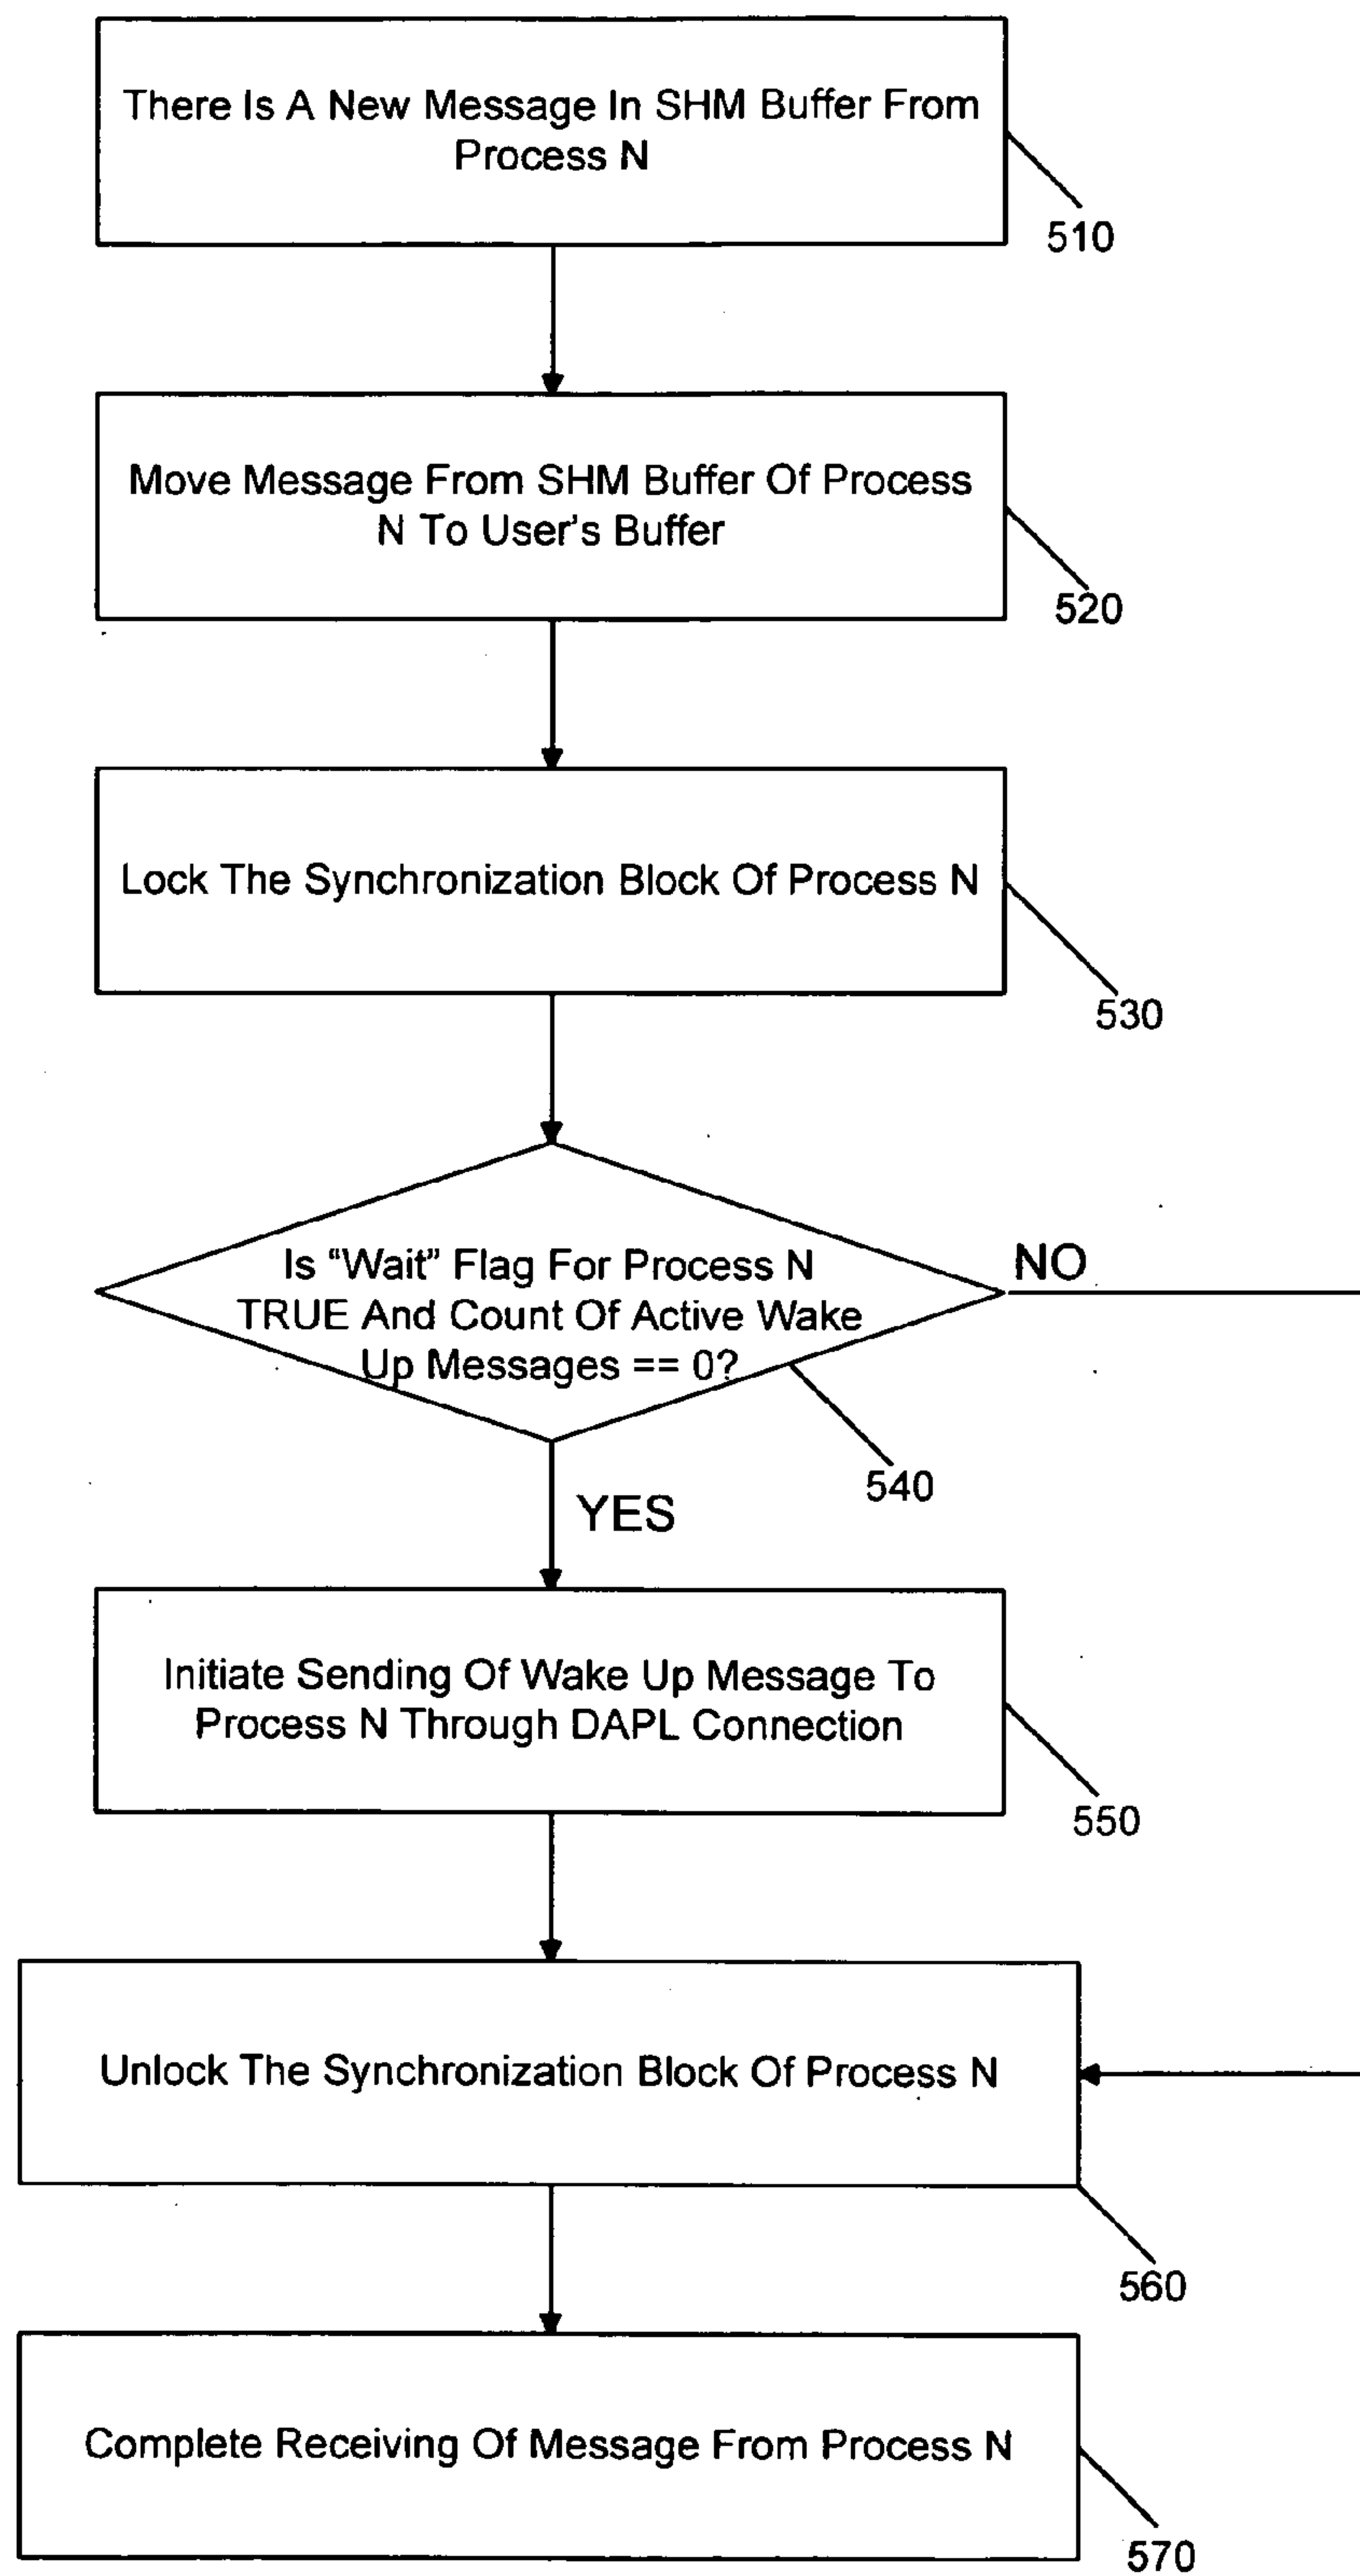 There Is A New Message In SHM Buffer From
Process N
510
Move Message From SHM Buffer Of Process
N To User's Buffer
520
Lock The Synchronization Block Of Process N
530
Is “Wait” Flag For Process N
TRUE And Count Of Active Wake
Up Messages == 0?
NO
540
YES
Initiate Sending Of Wake Up Message To
Process N Through DAPL Connection
550
Unlock The Synchronization Block Of Process N
560
Complete Receiving Of Message From Process N
570